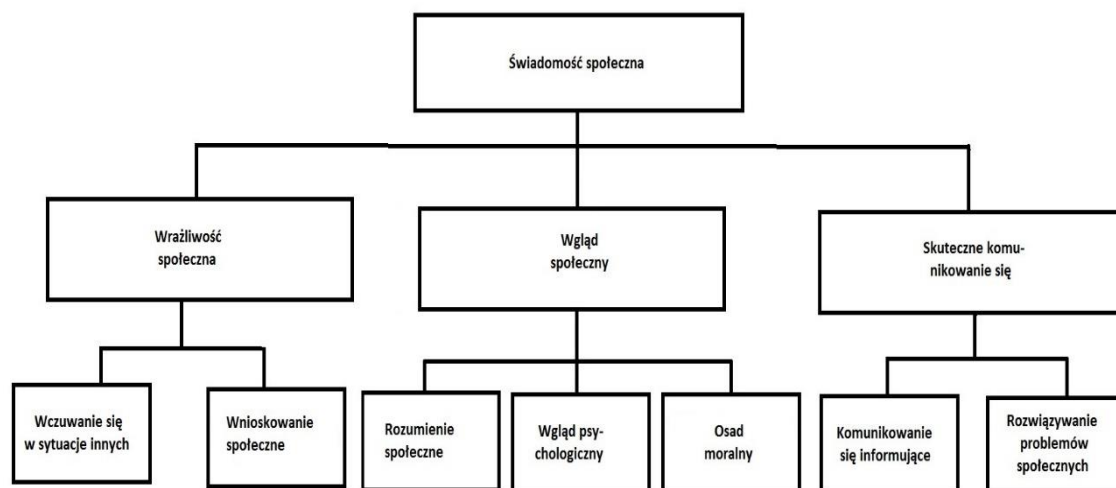 Świadomość społeczna
Wrażliwość
społeczna
Wgląd
społeczny
Skuteczne komu-
nikowanie się
Wczuwanie się
w sytuacje innych
Wnioskowanie
społeczne
Rozumienie
społeczne
Wgląd psy-
chologiczny
Osad
moralny
Komunikowanie
się informujące
Rozwiązywanie
problemów
społecznych